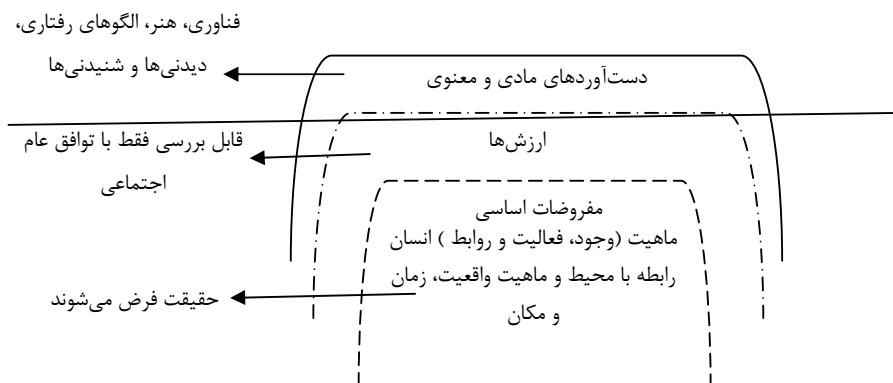 فناوری، هنر، الگوهای رفتاری،
دیدنی‌ها و شنیدنی‌ها
دست‌آوردهای مادی و معنوی
ارزش‌ها
قابل بررسی فقط با توافق عام
اجتماعی
مفروضات اساسی
ماهیت (وجود، فعالیت و روابط ) انسان
رابطه با محیط و ماهیت واقعیت، زمان
و مکان
حقیقت فرض می‌شوند